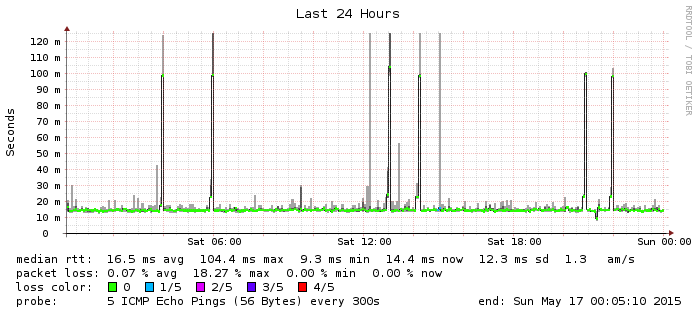 Last 24 Hours
RRDTOOL / TOBI OETIKER
Seconds
120 m
110 m
100 m
90 m
80 m
70 m
60 m
50 m
40 m
30 m
20 m
10 m
0
Sat 06:00 Sat 12:00 Sat 18:00 Sun 00:00
median rtt: 16.5 ms avg 104.4 ms max 9.3 ms min 14.4 ms now 12.3 ms sd 1.3 am/s
packet loss: 0.07 % avg 18.27 % max 0.00 % min 0.00 % now
loss color: 0 1/5 2/5 3/5 4/5
probe: 5 ICMP Echo Pings (56 Bytes) every 300s end: Sun May 17 00:05:10 2015